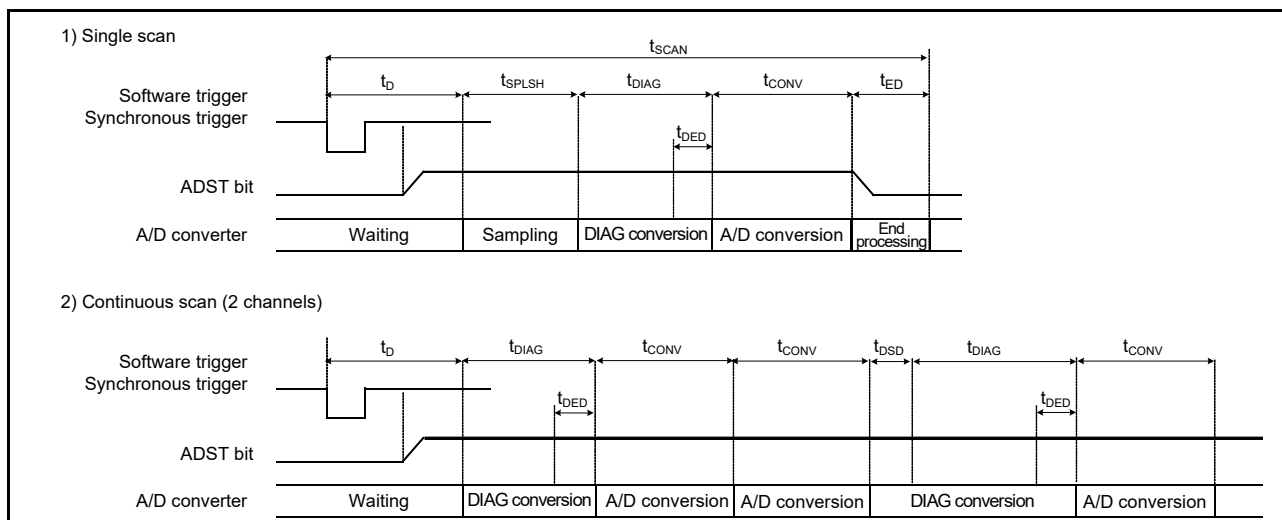 1) Single scan
tSCAN
tD tSPLSH tDIAG tCONV tED
Software trigger
Synchronous trigger
tDED
ADST bit
A/D converter Waiting Sampling DIAG conversion A/D conversion End processing
2) Continuous scan (2 channels)
tD tDIAG tCONV tCONV tDSD tDIAG tCONV
Software trigger
Synchronous trigger
tDED tDED
ADST bit
A/D converter Waiting DIAG conversion A/D conversion A/D conversion DIAG conversion A/D conversion